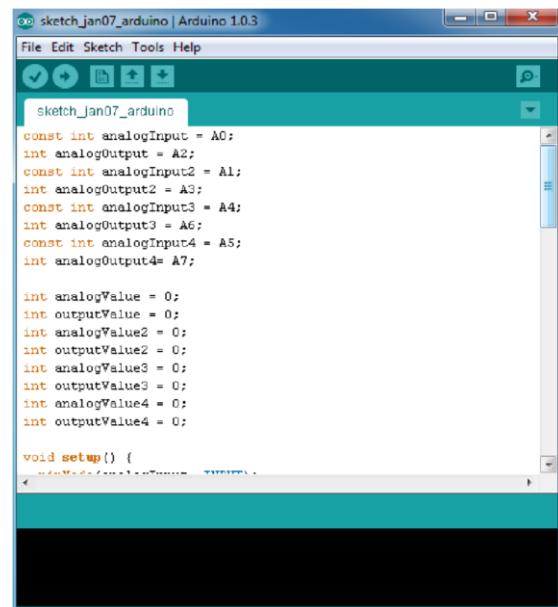 sketch_jan07_arduino | Arduino 1.0.3
File Edit Sketch Tools Help
sketch_jan07_arduino
const int analogInput = A0;
int analogOutput = A2;
const int analogInput2 = A1;
int analogOutput2 = A3;
const int analogInput3 = A4;
int analogOutput3 = A6;
const int analogInput4 = A5;
int analogOutput4= A7;
int analogValue = 0;
int outputValue = 0;
int analogValue2 = 0;
int outputValue2 = 0;
int analogValue3 = 0;
int outputValue3 = 0;
int analogValue4 = 0;
int outputValue4 = 0;
void setup() {